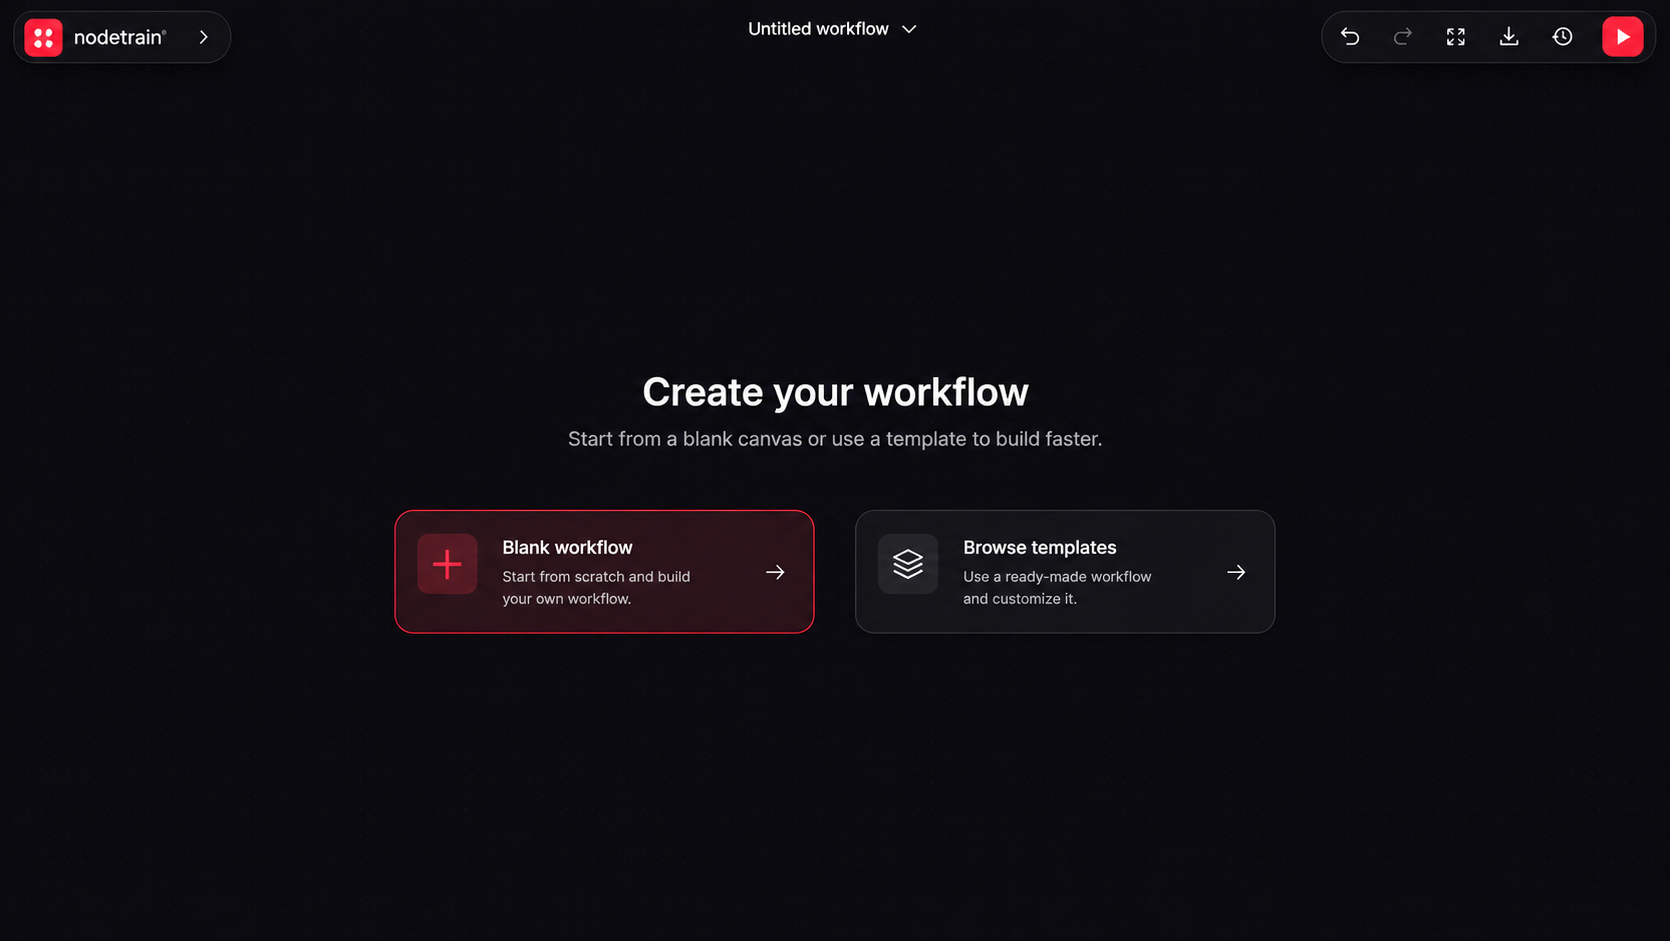 nodetrain®
Untitled workflow
Create your workflow
Start from a blank canvas or use a template to build faster.
Blank workflow
Start from scratch and build
your own workflow.
Browse templates
Use a ready-made workflow
and customize it.